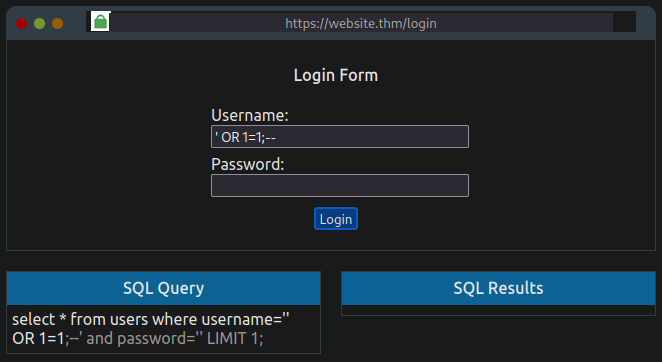 https://website.thm/login
Login Form
Username:
' OR 1=1;--
Password:
Login
SQL Query
select * from users where username=''
OR 1=1;--' and password='' LIMIT 1;
SQL Results